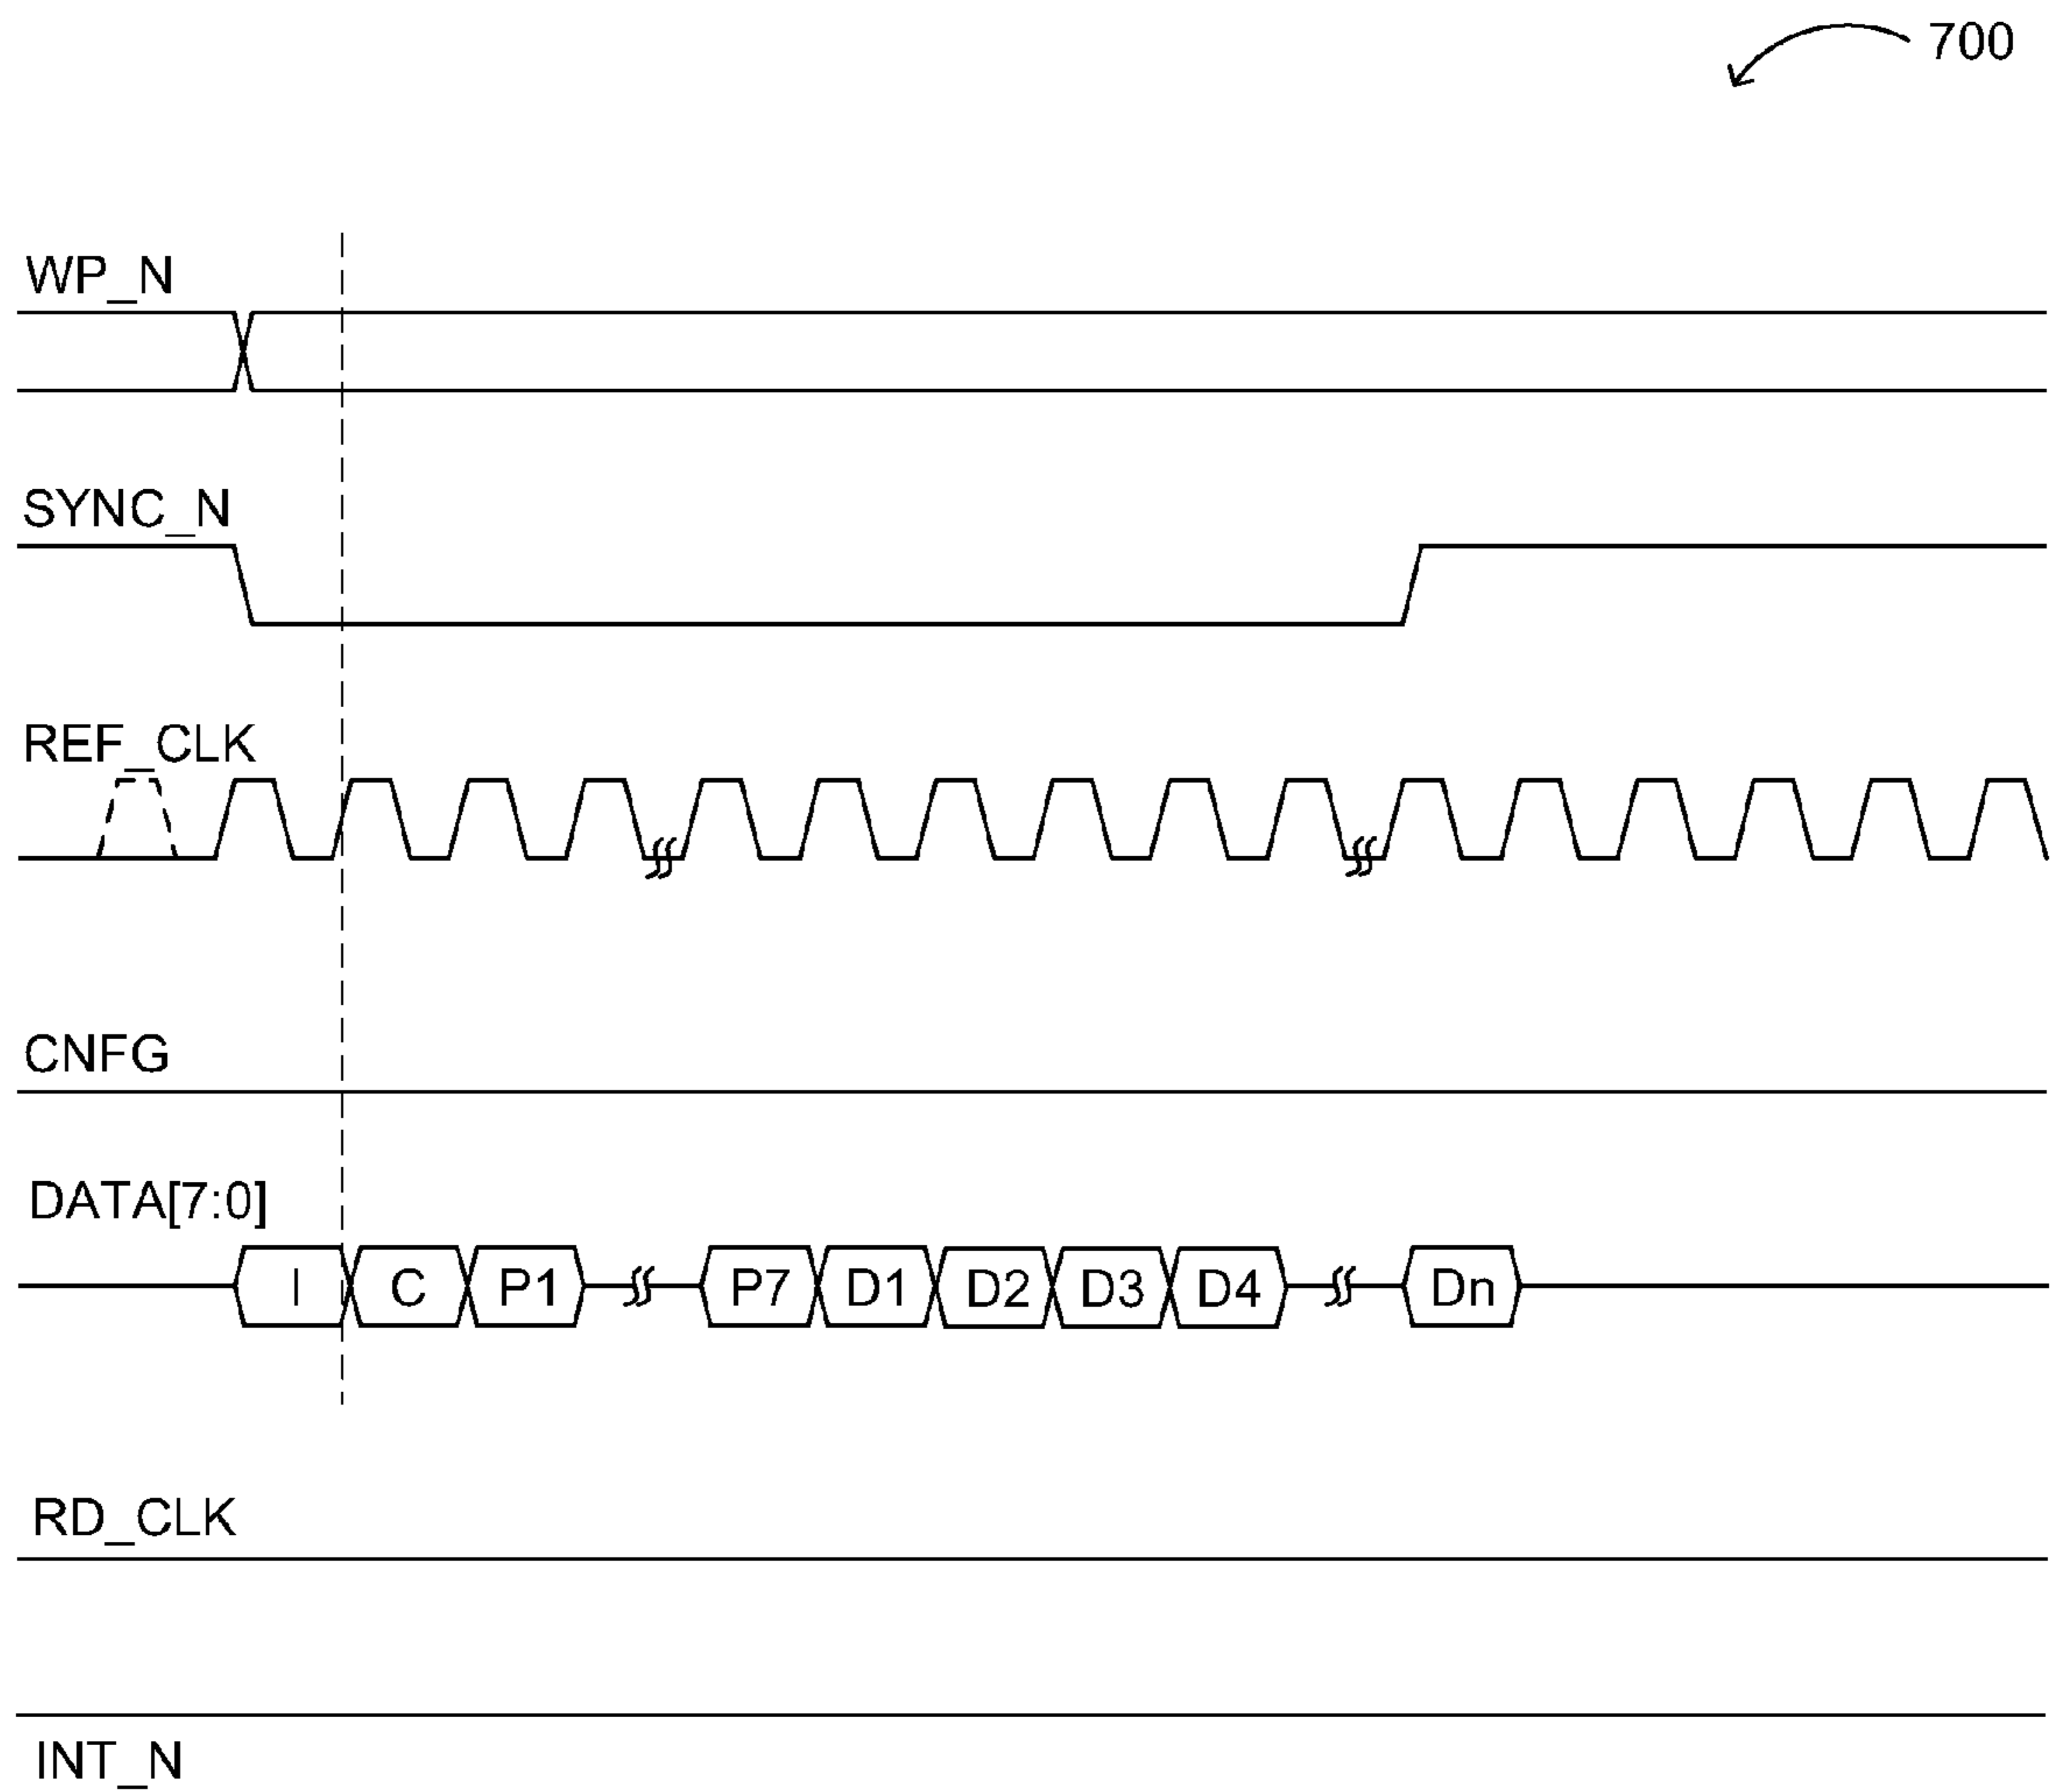 700
WP_N
SYNC_N
REF_CLK
CNFG
DATA[7:0]
I C P1 P7 D1 D2 D3 D4 Dn
RD_CLK
INT_N